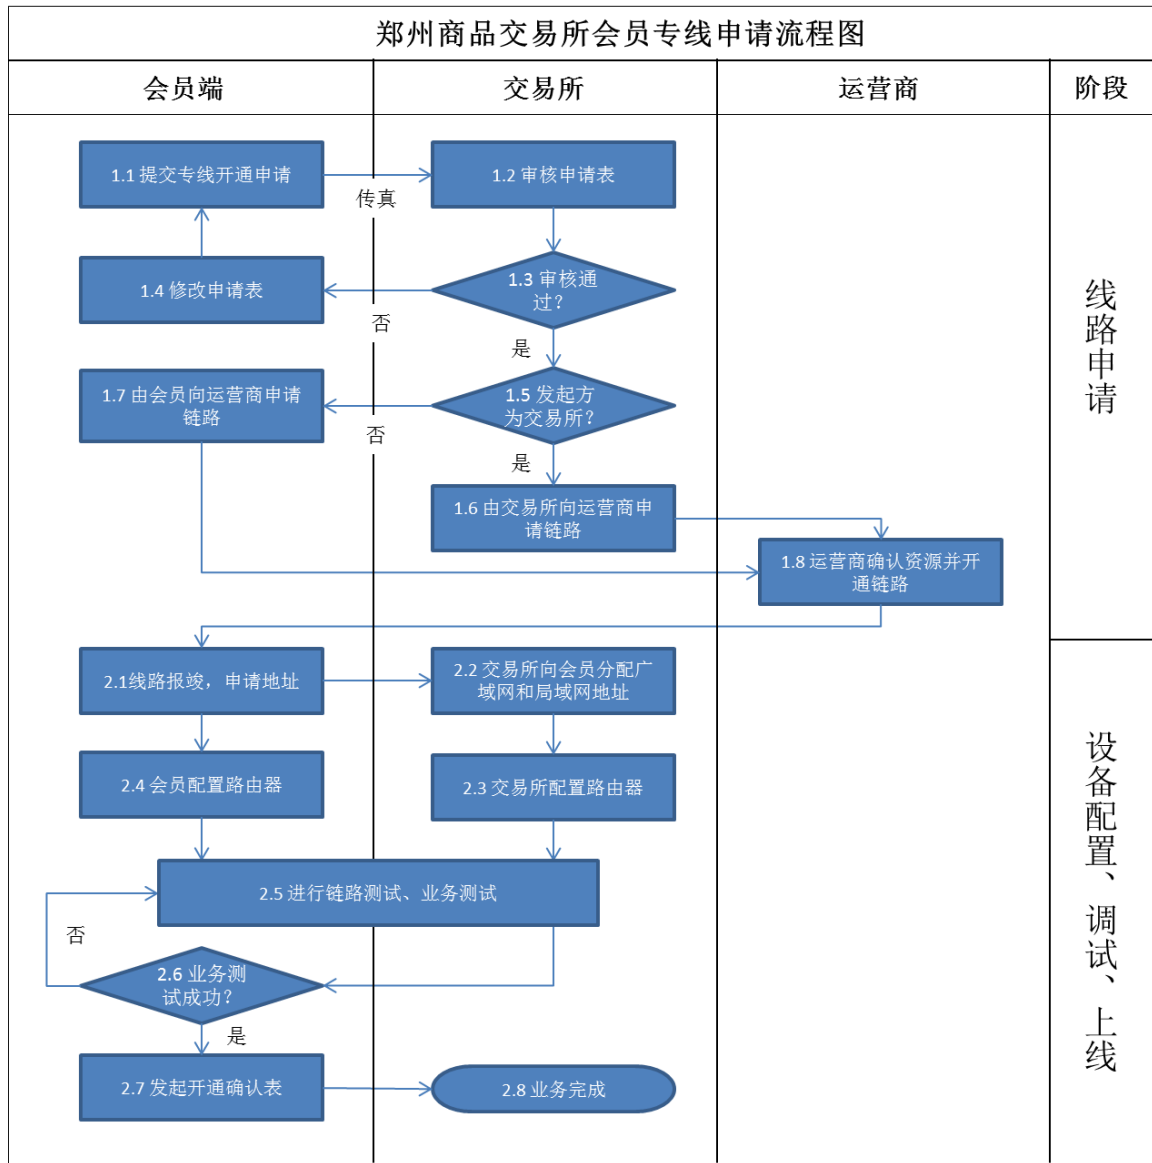 郑州商品交易所会员专线申请流程图
会员端
交易所
运营商
阶段
1.1 提交专线开通申请
传真
1.2 审核申请表
1.3 审核通
过?
1.4 修改申请表
否
是
1.5 发起方
为交易所?
1.7 由会员向运营商申请
链路
否
是
1.6 由交易所向运营商申
请链路
1.8 运营商确认资源并开
通链路
线路申请
2.1线路报竣，申请地址
2.2 交易所向会员分配广
域网和局域网地址
2.4 会员配置路由器
2.3 交易所配置路由器
2.5 进行链路测试、业务测试
否
2.6 业务测
试成功?
是
2.7 发起开通确认表
2.8 业务完成
设备配置、调试、上线